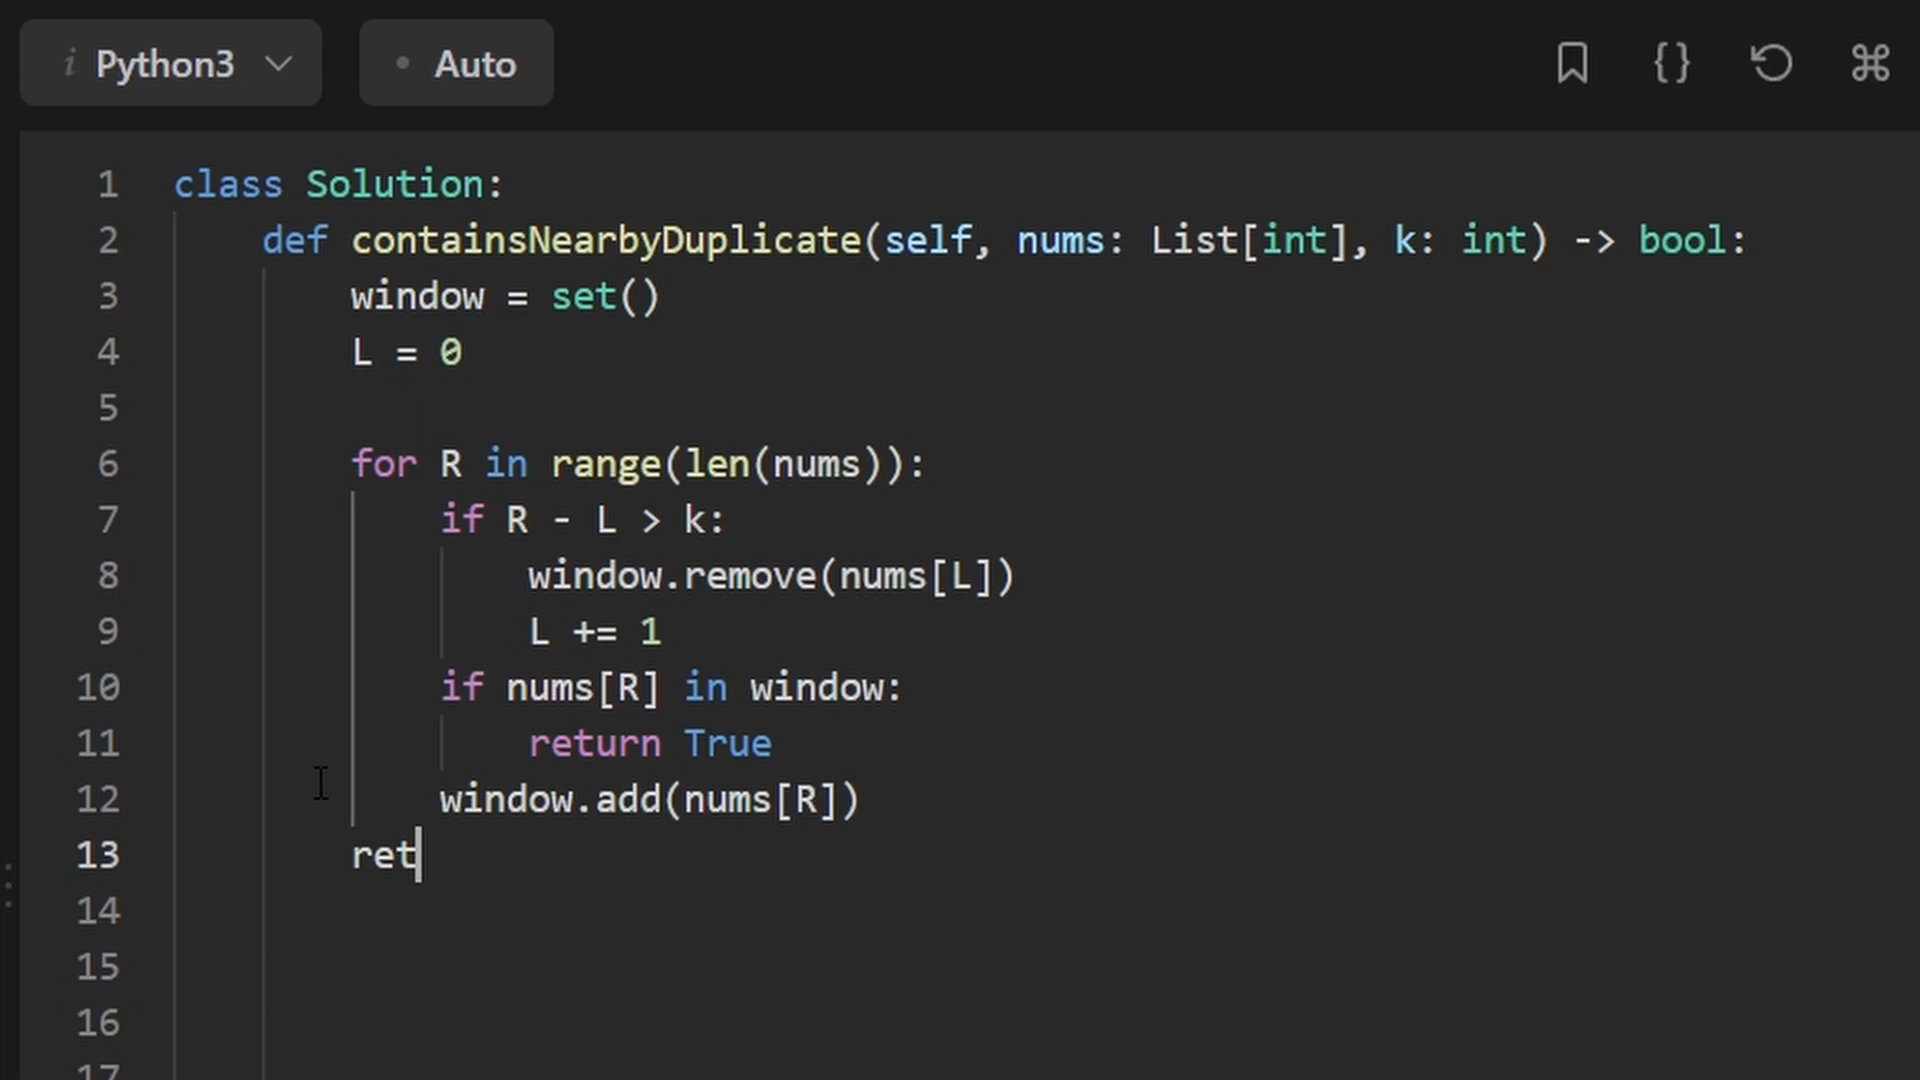 i Python3 Auto
1 class Solution:
2 def containsNearbyDuplicate(self, nums: List[int], k: int) -> bool:
3 window = set()
4 L = 0
5
6 for R in range(len(nums)):
7 if R - L > k:
8 window.remove(nums[L])
9 L += 1
10 if nums[R] in window:
11 return True
12 window.add(nums[R])
13 ret
14
15
16
17